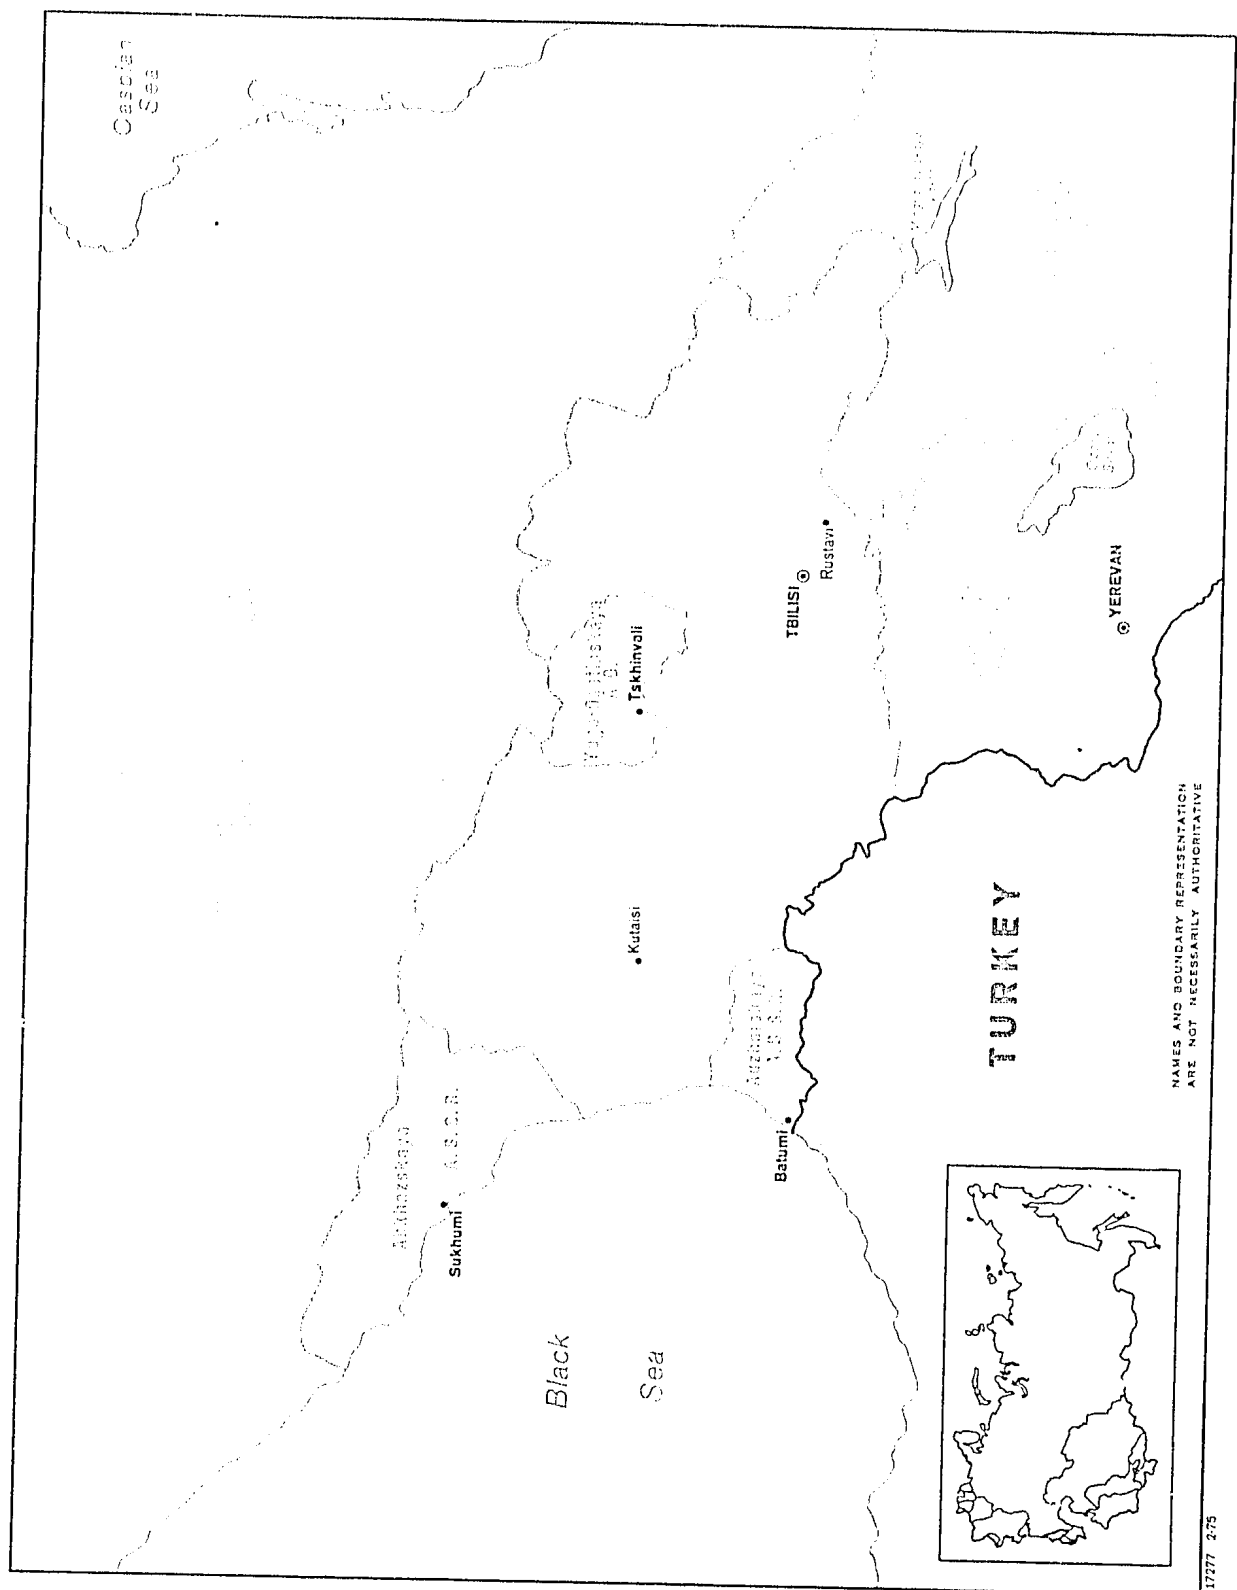 Caspian
Sea
Abkhazskaya
A. S. S. R.
Sukhumi
Black
Sea
Kutaisi
A. O.
Tskhinvali
TBILISI
Rustavi
Batumi
A. S. S. R.
TURKEY
YEREVAN
NAMES AND BOUNDARY REPRESENTATION
ARE NOT NECESSARILY AUTHORITATIVE
17277 2-75